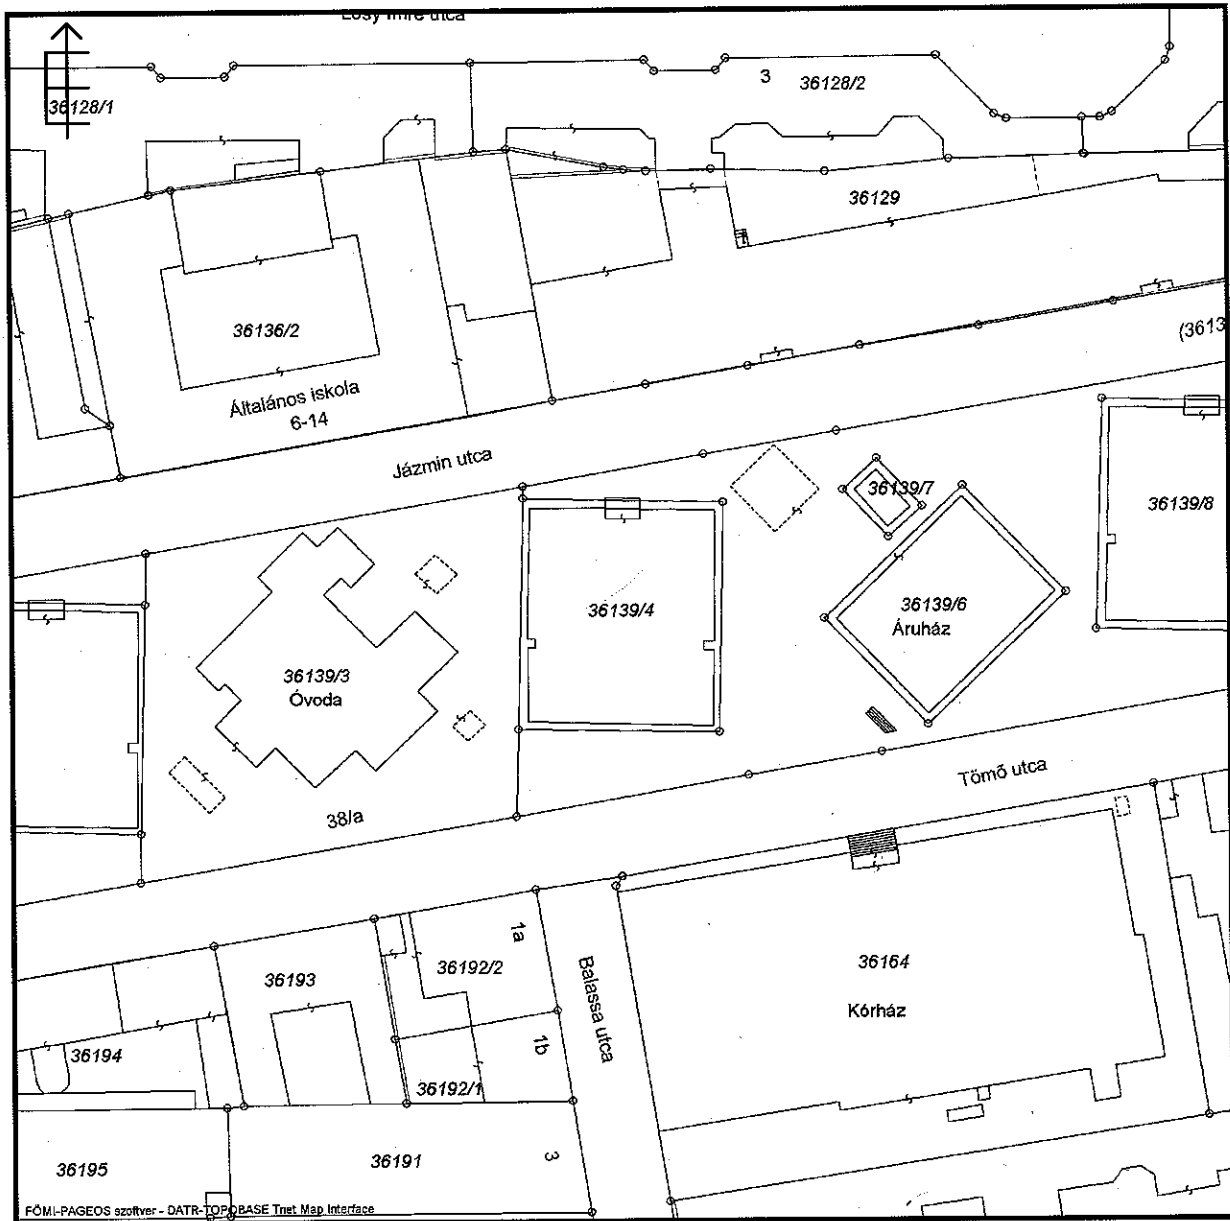 Losy Imre utca
36128/1
3
36128/2
36129
36136/2
Általános iskola
6-14
(3613
Jázmin utca
36139/7
36139/8
36139/4
36139/6
Áruház
36139/3
Óvoda
38/a
Tömő utca
1a
36192/2
36193
Balassa utca
36164
Kórház
36194
1b
36192/1
3
36191
36195
FÖMI-PAGEOS szoftver - DATR-TOPOBASE Tnet Map Interface